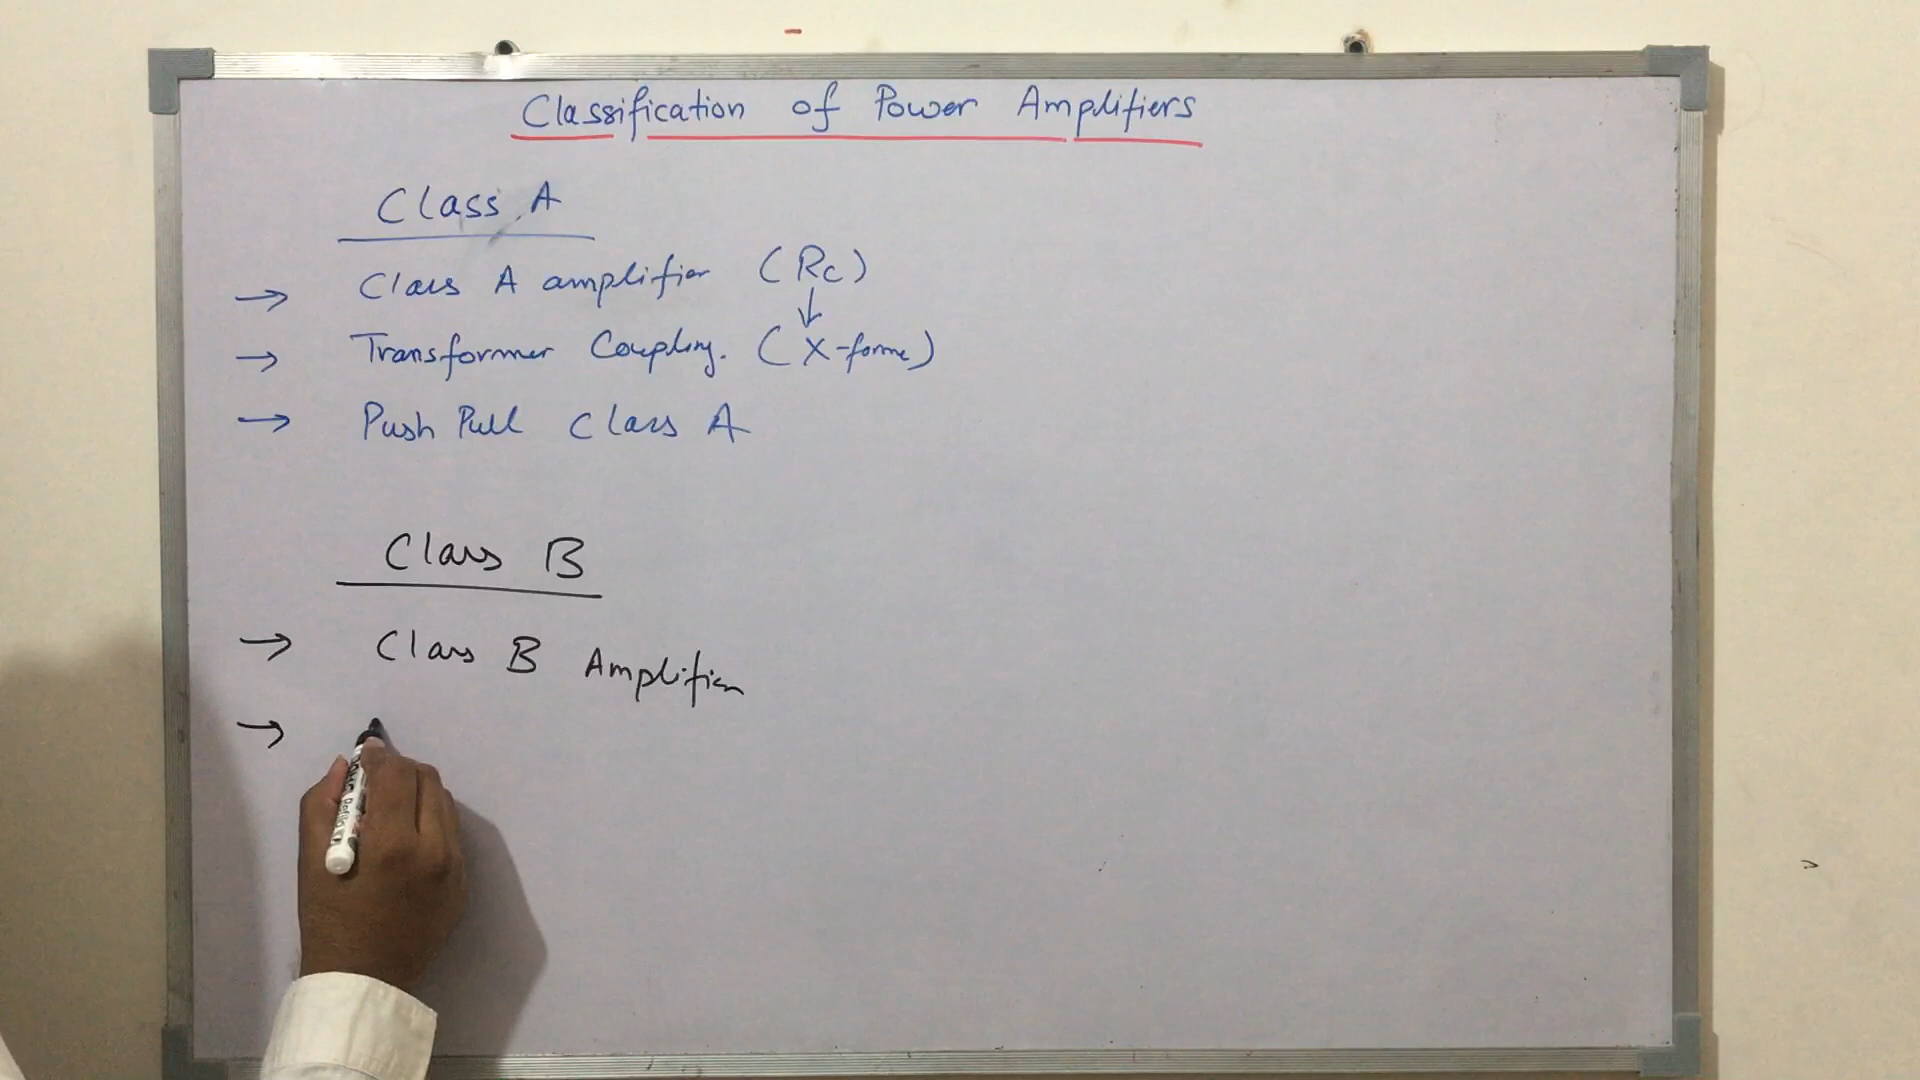 Classification of Power Amplifiers
Class A
→ Class A amplifier (Rc)
↓
→ Transformer Coupling. (X-former)
→ Push Pull Class A
Class B
→ Class B Amplifier
→